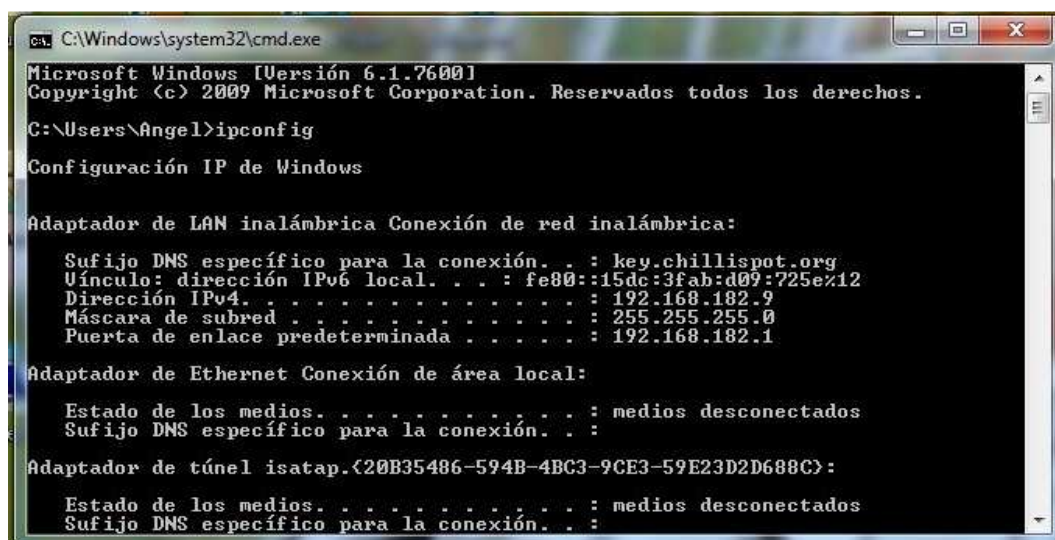 C:\Windows\system32\cmd.exe
Microsoft Windows [Versión 6.1.7600]
Copyright (c) 2009 Microsoft Corporation. Reservados todos los derechos.
C:\Users\Angel>ipconfig
Configuración IP de Windows
Adaptador de LAN inalámbrica Conexión de red inalámbrica:
Sufijo DNS específico para la conexión. . : key.chillispot.org
Vínculo: dirección IPv6 local. . . : fe80::15dc:3fab:d09:725e%12
Dirección IPv4. . . . . . . . . . . . . . : 192.168.182.9
Máscara de subred . . . . . . . . . . . . : 255.255.255.0
Puerta de enlace predeterminada . . . . . : 192.168.182.1
Adaptador de Ethernet Conexión de área local:
Estado de los medios. . . . . . . . . . . : medios desconectados
Sufijo DNS específico para la conexión. . :
Adaptador de túnel isatap.{20B35486-594B-4BC3-9CE3-59E23D2D688C}:
Estado de los medios. . . . . . . . . . . : medios desconectados
Sufijo DNS específico para la conexión. . :